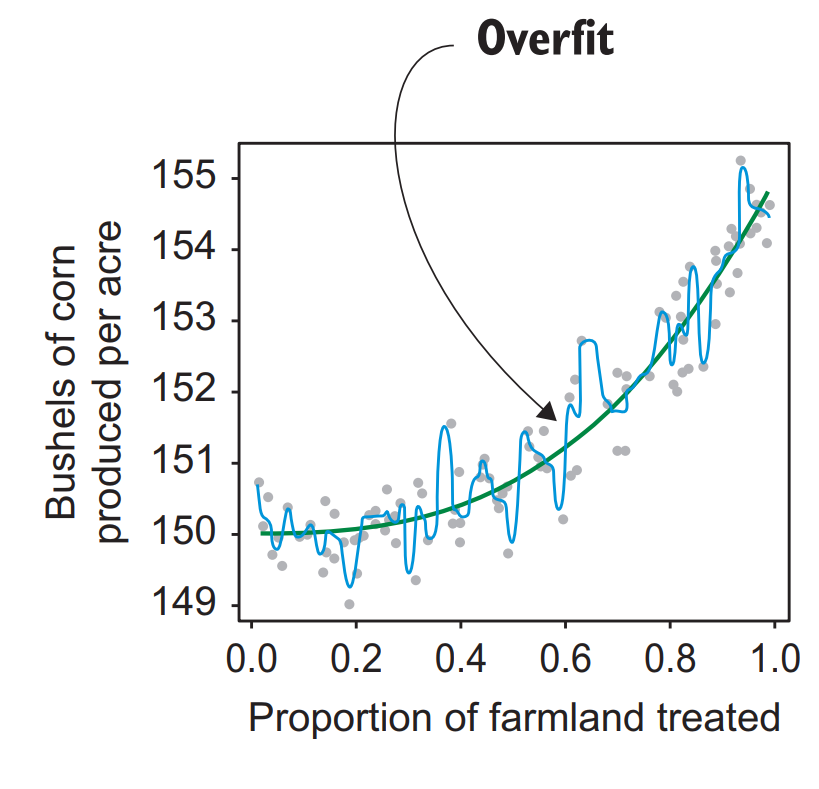 Overfit
155
154
153
152
151
150
149
Bushels of corn
produced per acre
0.0 0.2 0.4 0.6 0.8 1.0
Proportion of farmland treated